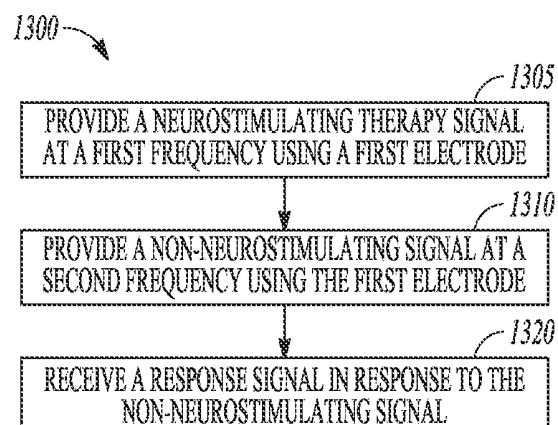 1300
1305
PROVIDE A NEUROSTIMULATING THERAPY SIGNAL
AT A FIRST FREQUENCY USING A FIRST ELECTRODE
1310
PROVIDE A NON-NEUROSTIMULATING SIGNAL AT A
SECOND FREQUENCY USING THE FIRST ELECTRODE
1320
RECEIVE A RESPONSE SIGNAL IN RESPONSE TO THE
NON-NEUROSTIMULATING SIGNAL